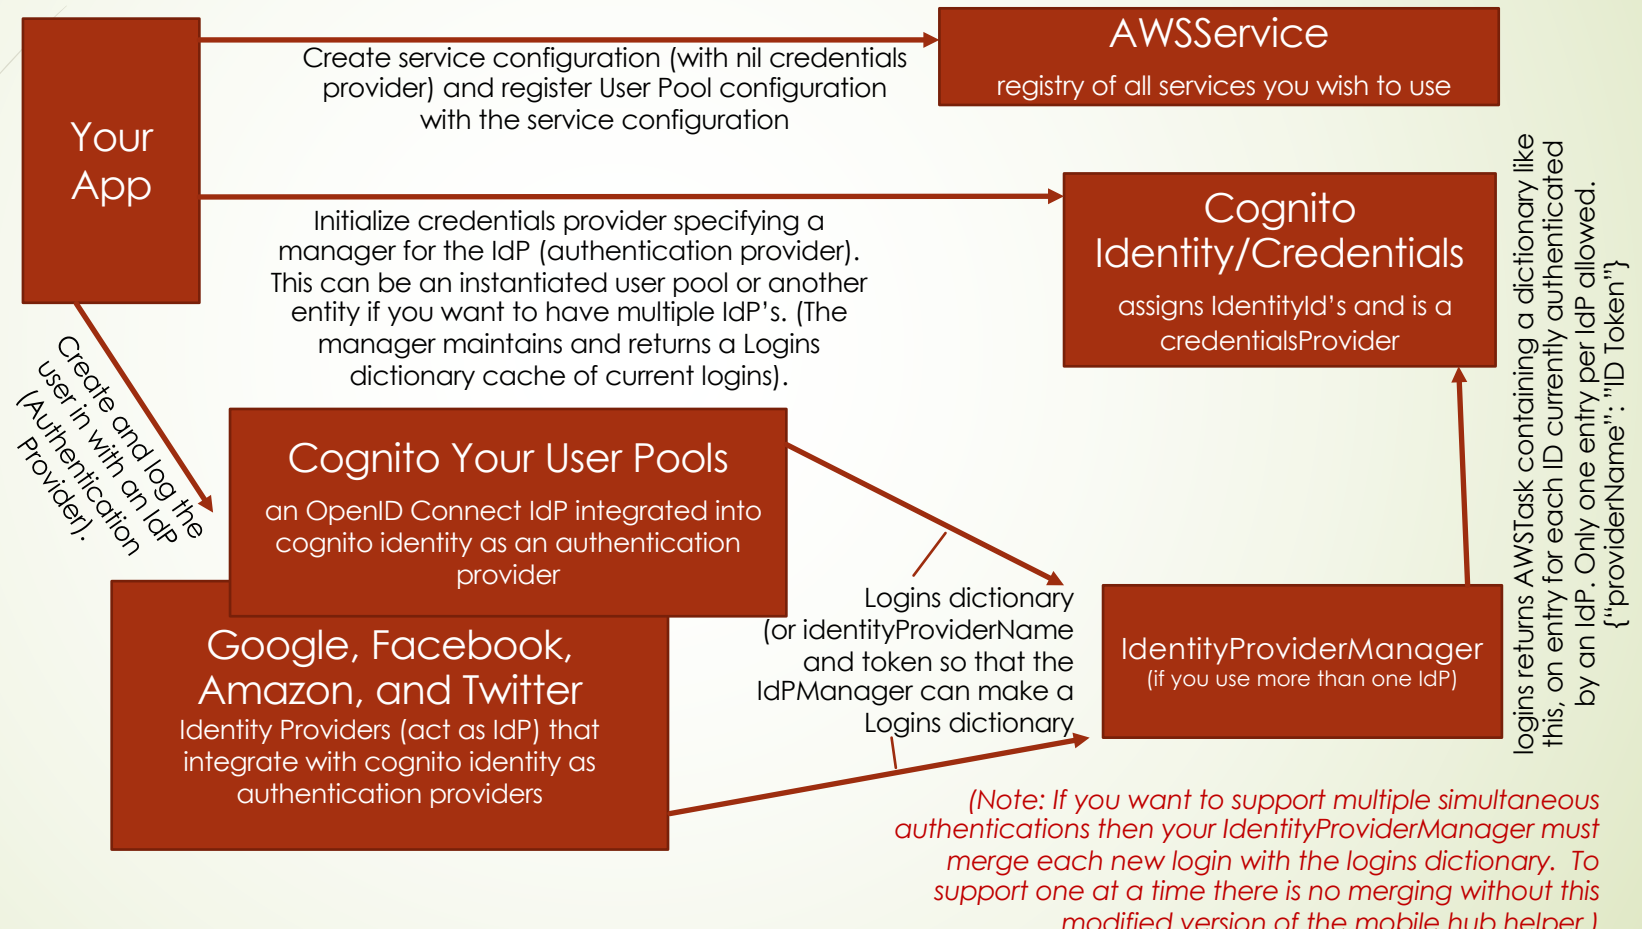 Your
App
Create service configuration (with nil credentials
provider) and register User Pool configuration
with the service configuration
AWSService
registry of all services you wish to use
Initialize credentials provider specifying a
manager for the IdP (authentication provider).
This can be an instantiated user pool or another
entity if you want to have multiple IdP's. (The
manager maintains and returns a Logins
dictionary cache of current logins).
Cognito
Identity/Credentials
assigns IdentityId's and is a
credentialsProvider
Create and log the
user in with an IdP
(Authentication
Provider).
Cognito Your User Pools
an OpenID Connect IdP integrated into
cognito identity as an authentication
provider
Google, Facebook,
Amazon, and Twitter
Identity Providers (act as IdP) that
integrate with cognito identity as
authentication providers
Logins dictionary
(or identityProviderName
and token so that the
IdPManager can make a
Logins dictionary
IdentityProviderManager
(if you use more than one IdP)
logins returns AWSTask containing a dictionary like
this, on entry for each ID currently authenticated
by an IdP. Only one entry per IdP allowed.
{“providerName”: "ID Token"}
(Note: If you want to support multiple simultaneous
authentications then your IdentityProviderManager must
merge each new login with the logins dictionary. To
support one at a time there is no merging without this
modified version of the mobile hub helper.)